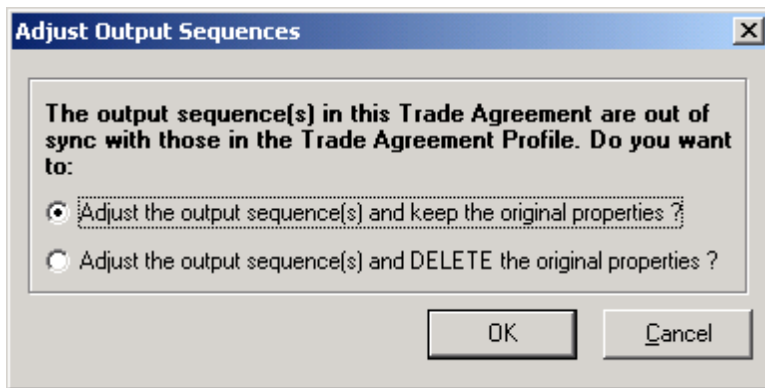 Adjust Output Sequences
The output sequence(s) in this Trade Agreement are out of
sync with those in the Trade Agreement Profile. Do you want
to:
Adjust the output sequence(s) and keep the original properties ?
Adjust the output sequence(s) and DELETE the original properties ?
OK
Cancel